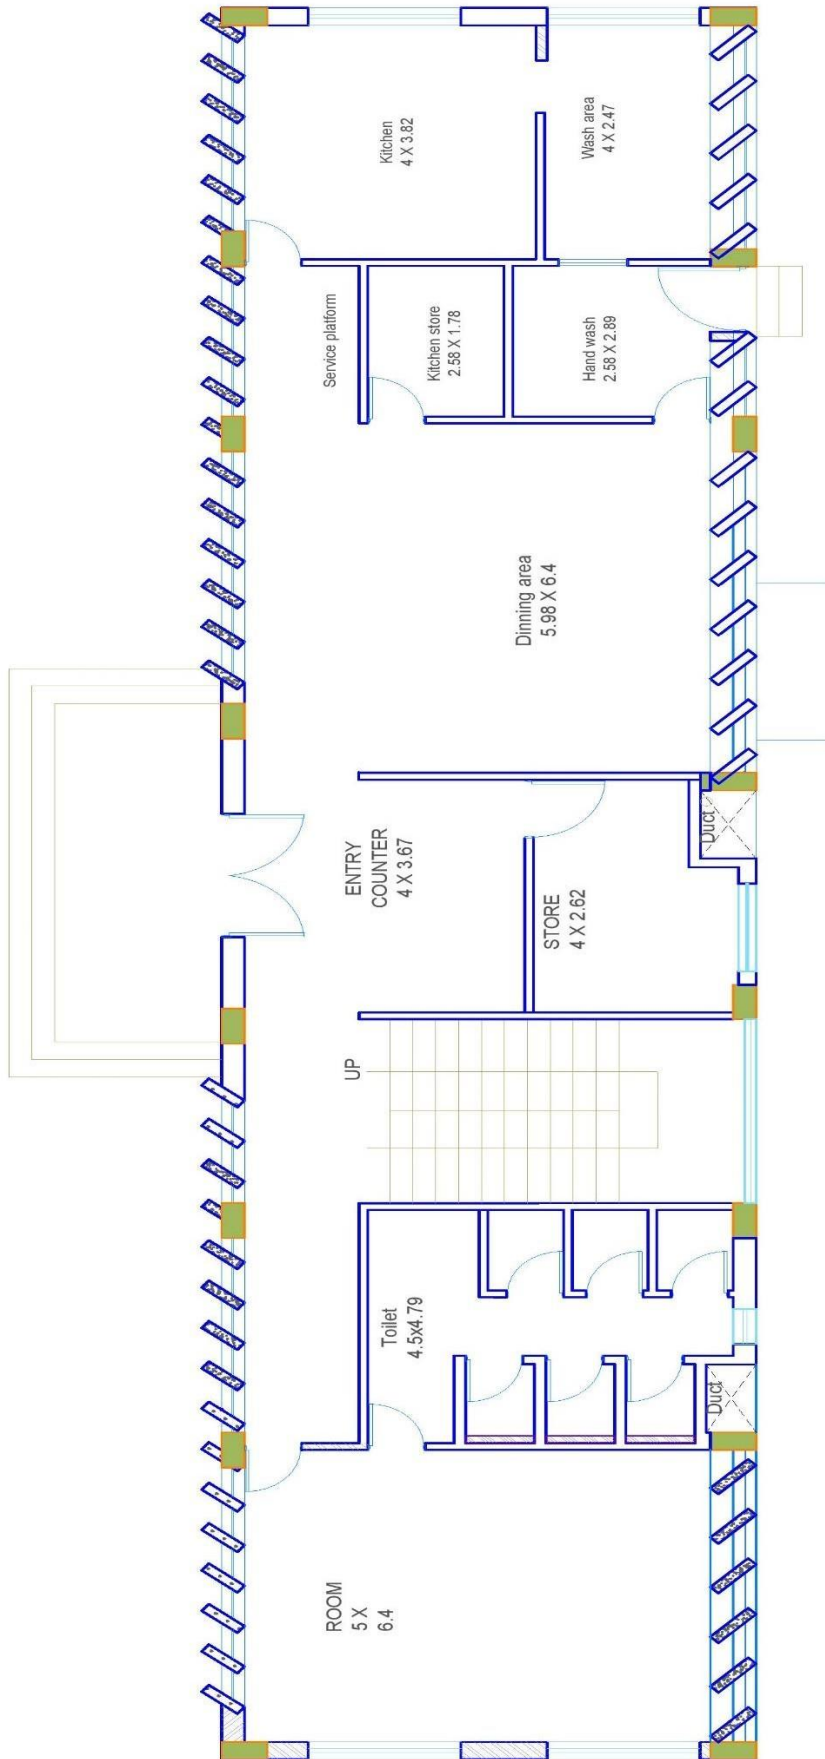 Kitchen
4 X 3.82
Wash area
4 X 2.47
Service platform
Kitchen store
2.58 X 1.78
Hand wash
2.58 X 2.89
Dinning area
5.98 X 6.4
ENTRY
COUNTER
4 X 3.67
STORE
4 X 2.62
Duct
UP
Toilet
4.5x4.79
Duct
ROOM
5 X
6.4